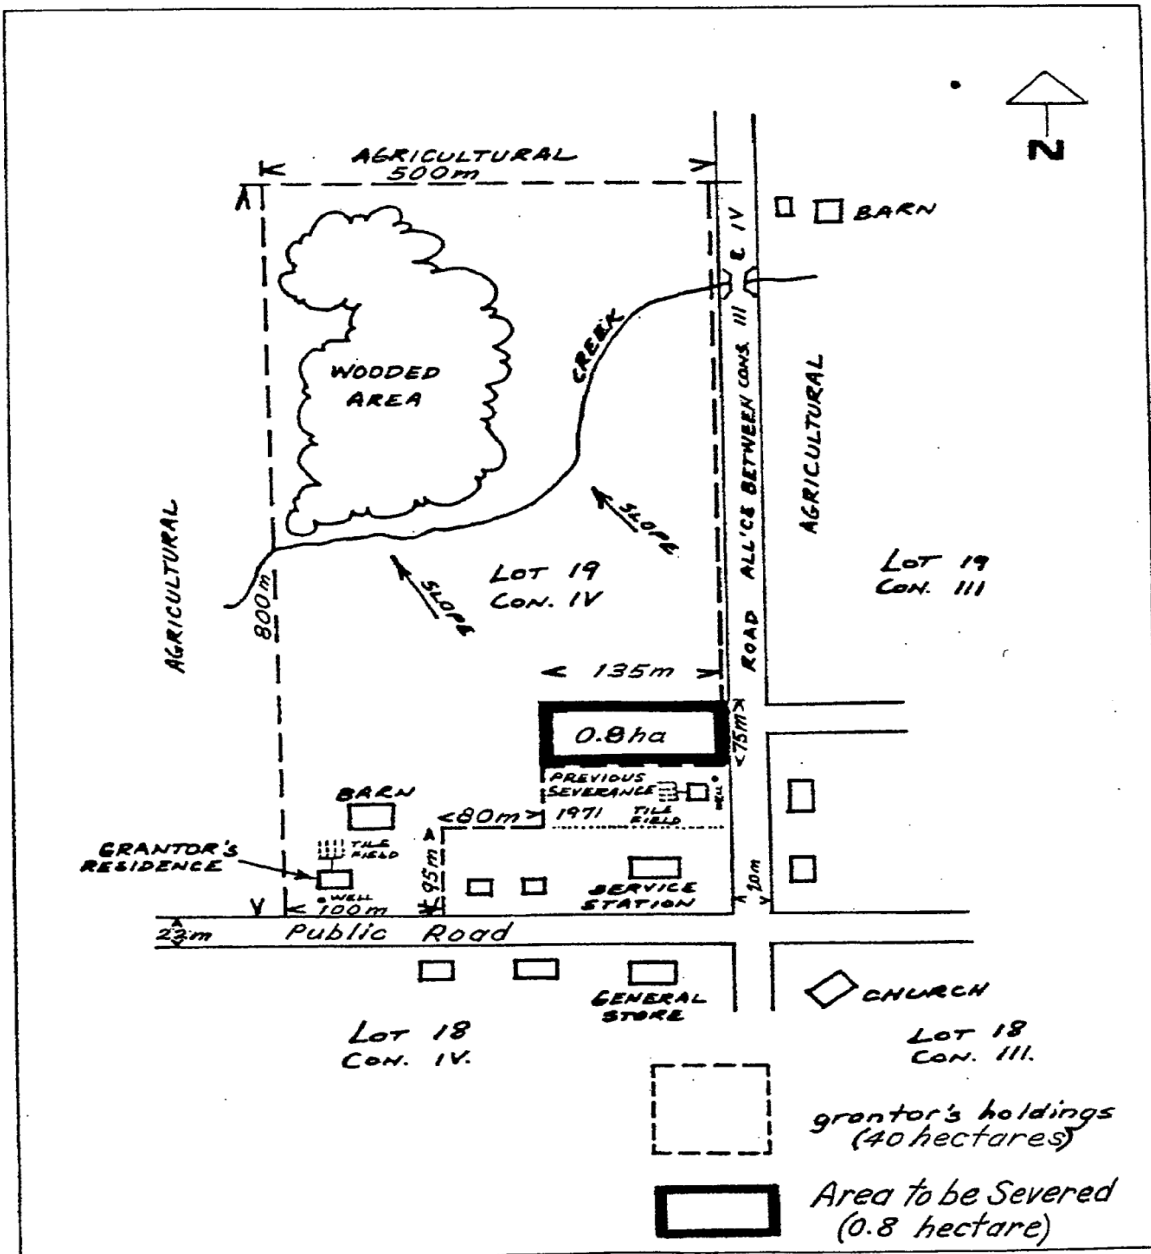 AGRICULTURAL
500m
N
BARN
ROAD ALL'CE BETWEEN CONS. III & IV
CREEK
WOODED
AREA
AGRICULTURAL
SLOPE
AGRICULTURAL
800m
SLOPE
LOT 19
CON. IV
LOT 19
CON. III
135m
0.8ha
75m
PREVIOUS
SEVERANCE
1971
TILE
FIELD
WELL
BARN
80m
GRANTOR'S
RESIDENCE
TILE
FIELD
95m
WELL
100m
SERVICE
STATION
20m
23m
Public Road
GENERAL
STORE
CHURCH
LOT 18
CON. IV.
LOT 18
CON. III.
grantor's holdings
(40 hectares)
Area to be Severed
(0.8 hectare)